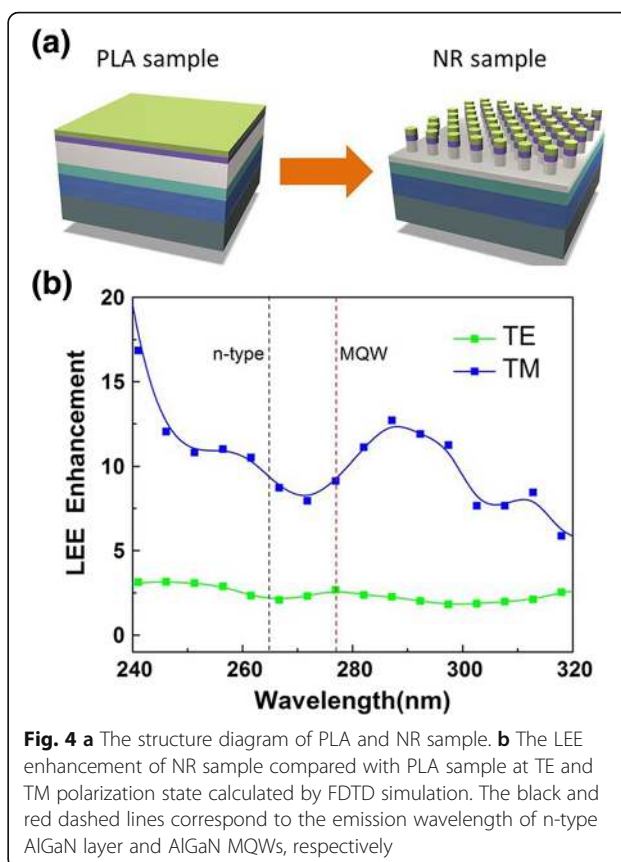 (a)
PLA sample
NR sample
(b)
20
15
10
5
0
LEE Enhancement
n-type
MQW
TE
TM
240
260
280
300
320
Wavelength(nm)
Fig. 4 a The structure diagram of PLA and NR sample. b The LEE
enhancement of NR sample compared with PLA sample at TE and
TM polarization state calculated by FDTD simulation. The black and
red dashed lines correspond to the emission wavelength of n-type
AlGaN layer and AlGaN MQWs, respectively